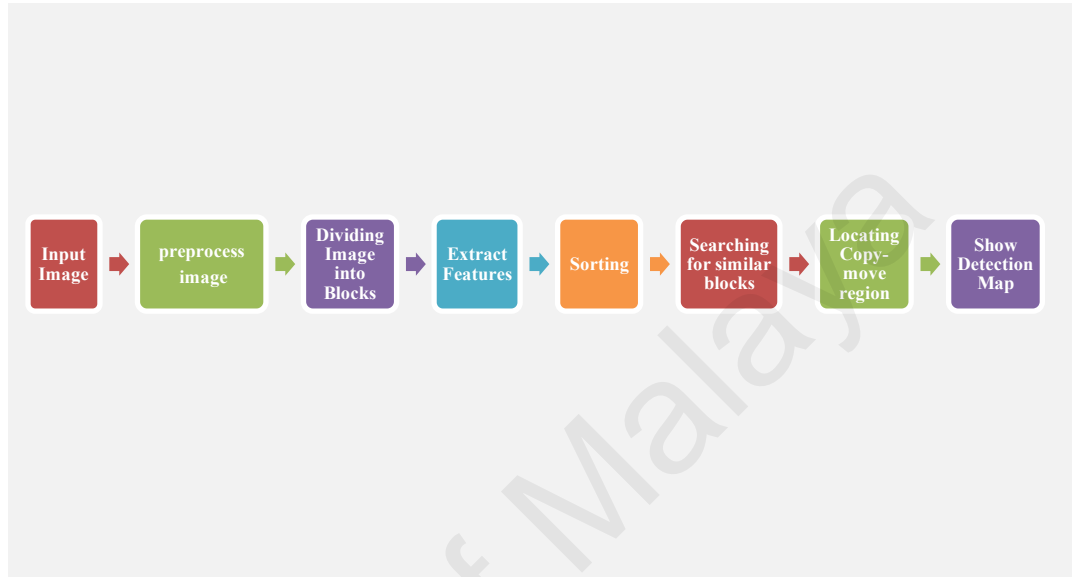 Input
Image
preprocess
image
Dividing
Image
into
Blocks
Extract
Features
Sorting
Searching
for similar
blocks
Locating
Copy-
move
region
Show
Detection
Map
of Malaya